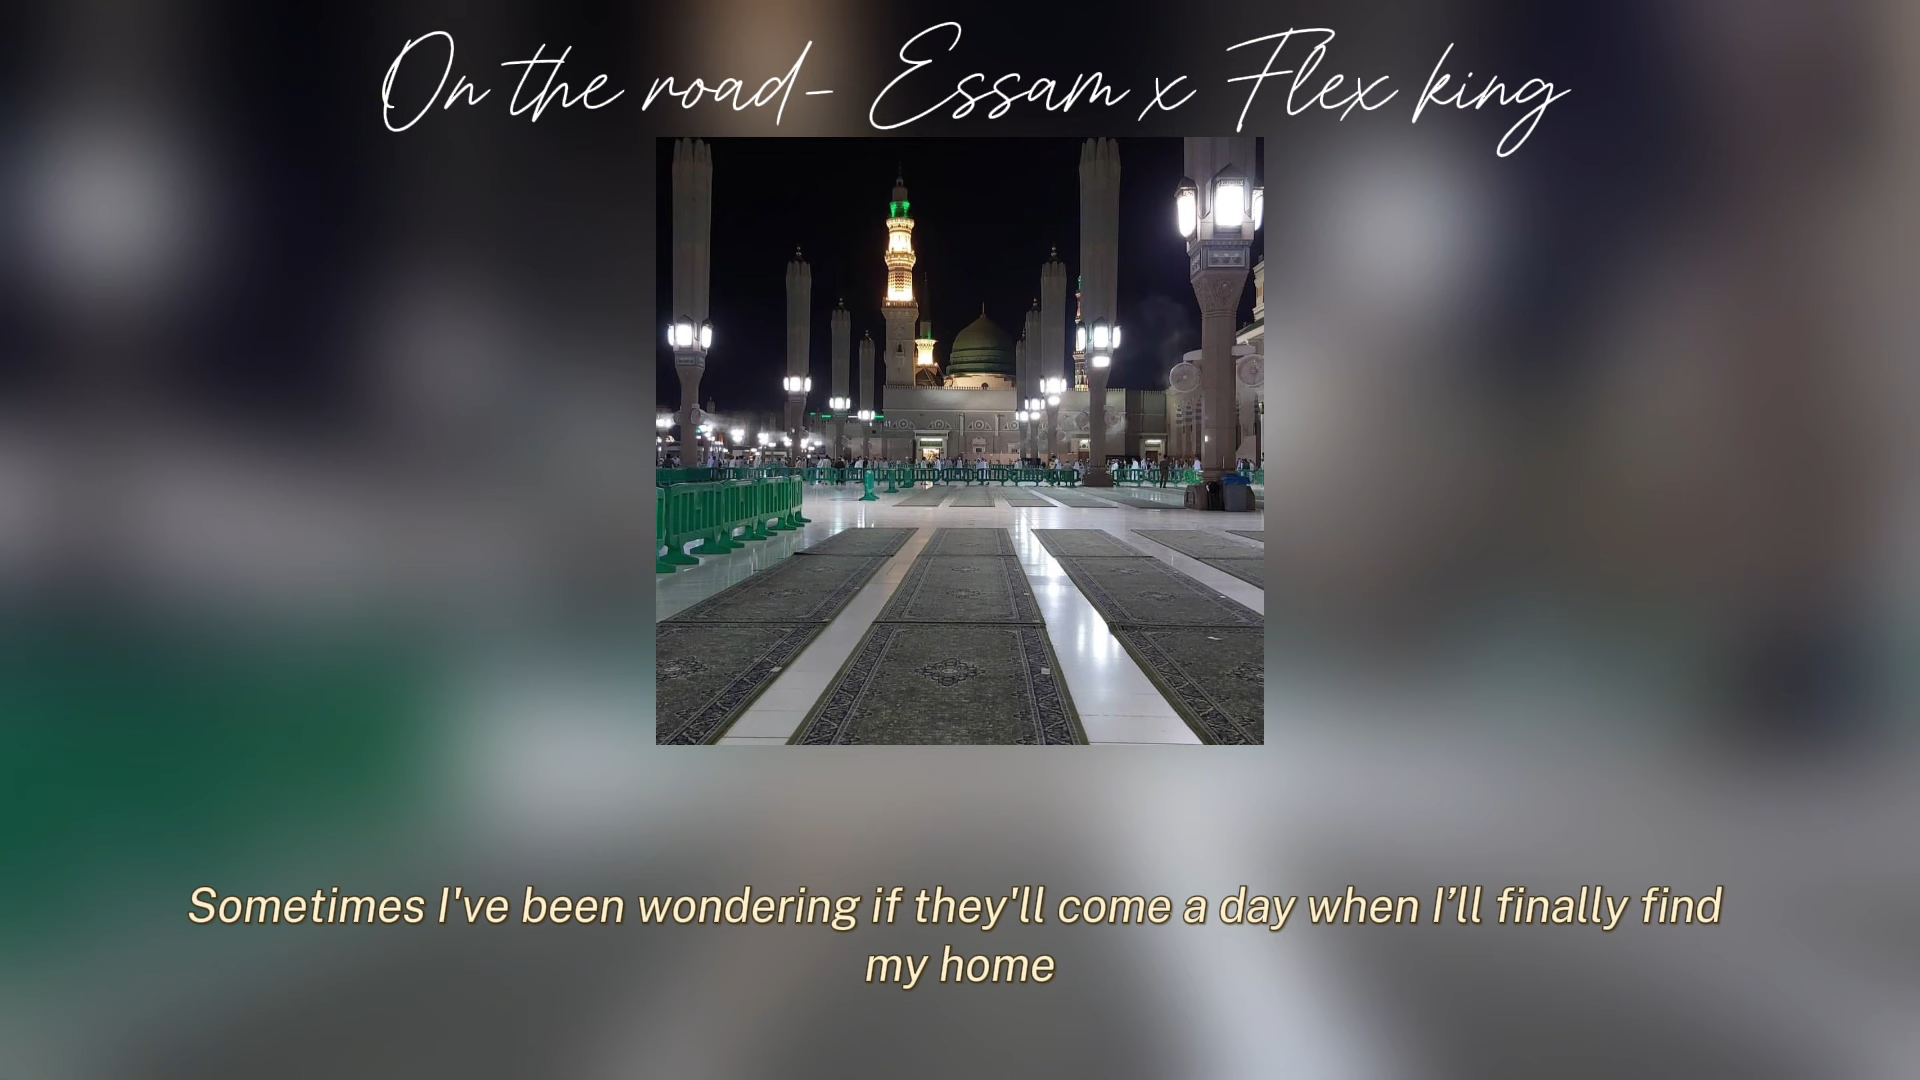 On the road- Essam x Flex king
Sometimes I've been wondering if they'll come a day when I’ll finally find
my home